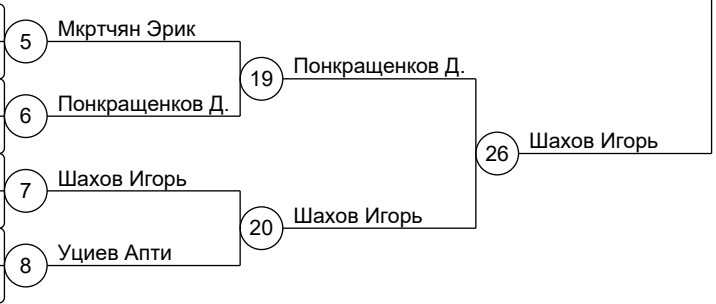 5 Мкртчян Эрик
19 Понкращенков Д.
6 Понкращенков Д.
26 Шахов Игорь
7 Шахов Игорь
20 Шахов Игорь
8 Уциев Апти